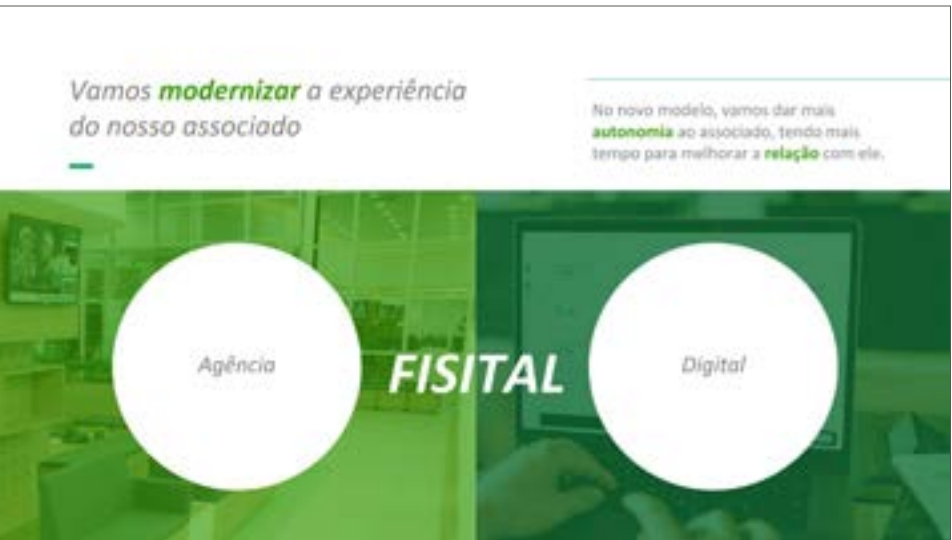 Vamos modernizar a experiência
do nosso associado
No novo modelo, vamos dar mais
autonomia ao associado, tendo mais
tempo para melhorar a relação com ele.
Agência
FISITAL
Digital